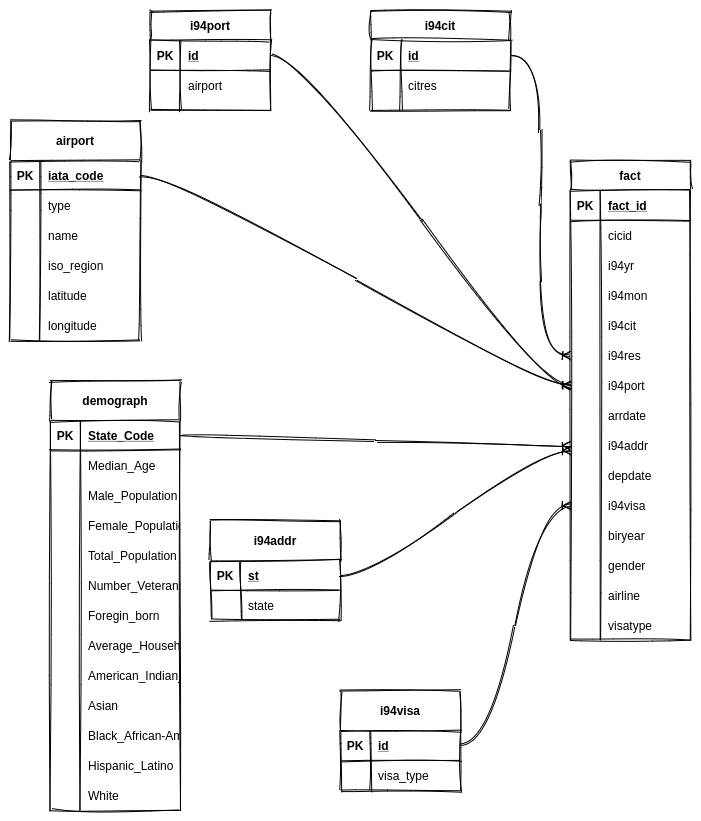 i94port
PK id
airport
i94cit
PK id
citres
airport
PK iata_code
type
name
iso_region
latitude
longitude
fact
PK fact_id
cicid
i94yr
i94mon
i94cit
i94res
i94port
arrdate
i94addr
depdate
i94visa
biryear
gender
airline
visatype
demograph
PK State_Code
Median_Age
Male_Population
Female_Populati
Total_Population
Number_Veteran
Foregin_born
Average_Househ
American_Indian_
Asian
Black_African-Am
Hispanic_Latino
White
i94addr
PK st
state
i94visa
PK id
visa_type